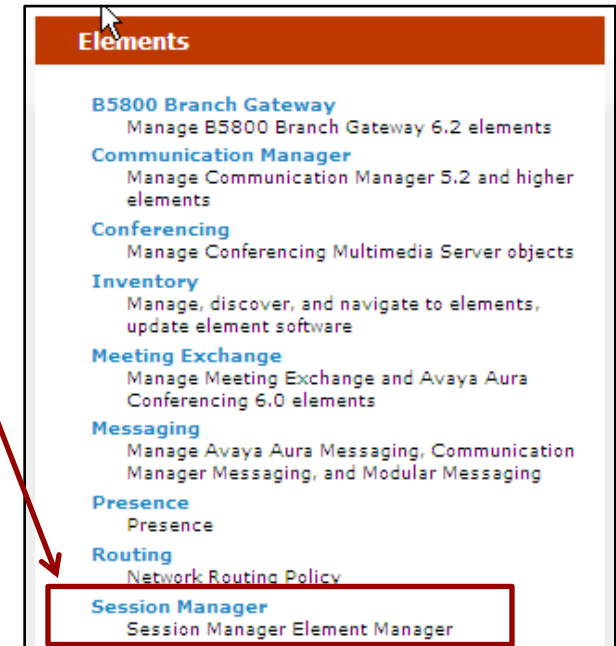 Elements
B5800 Branch Gateway
Manage B5800 Branch Gateway 6.2 elements
Communication Manager
Manage Communication Manager 5.2 and higher
elements
Conferencing
Manage Conferencing Multimedia Server objects
Inventory
Manage, discover, and navigate to elements,
update element software
Meeting Exchange
Manage Meeting Exchange and Avaya Aura
Conferencing 6.0 elements
Messaging
Manage Avaya Aura Messaging, Communication
Manager Messaging, and Modular Messaging
Presence
Presence
Routing
Network Routing Policy
Session Manager
Session Manager Element Manager